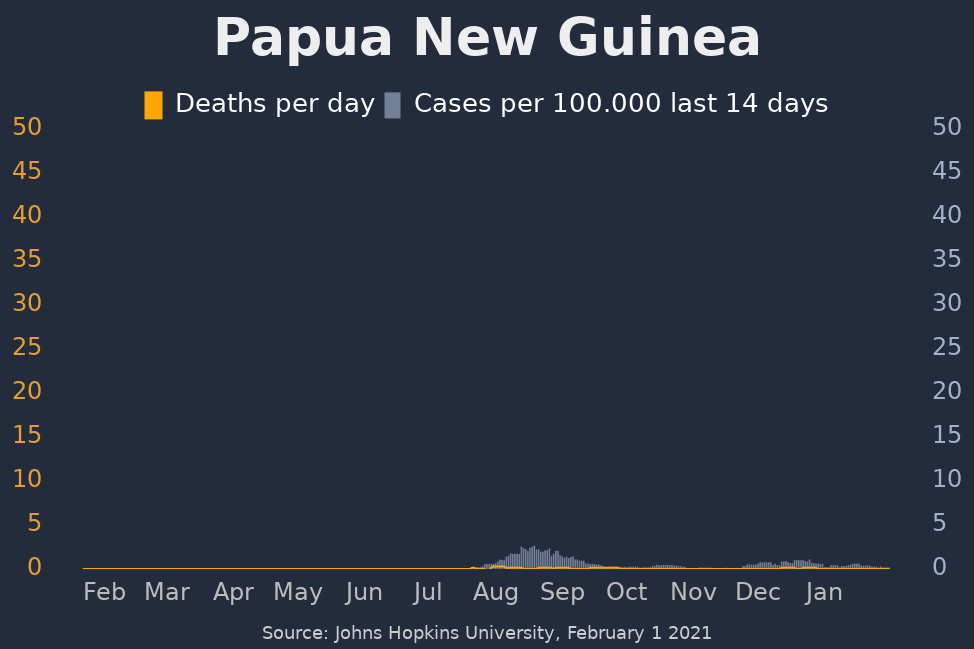 Papua New Guinea
Deaths per day Cases per 100.000 last 14 days
50 50
45 45
40 40
35 35
30 30
25 25
20 20
15 15
10 10
5 5
0 0
Feb Mar Apr May Jun Jul Aug Sep Oct Nov Dec Jan
Source: Johns Hopkins University, February 1 2021